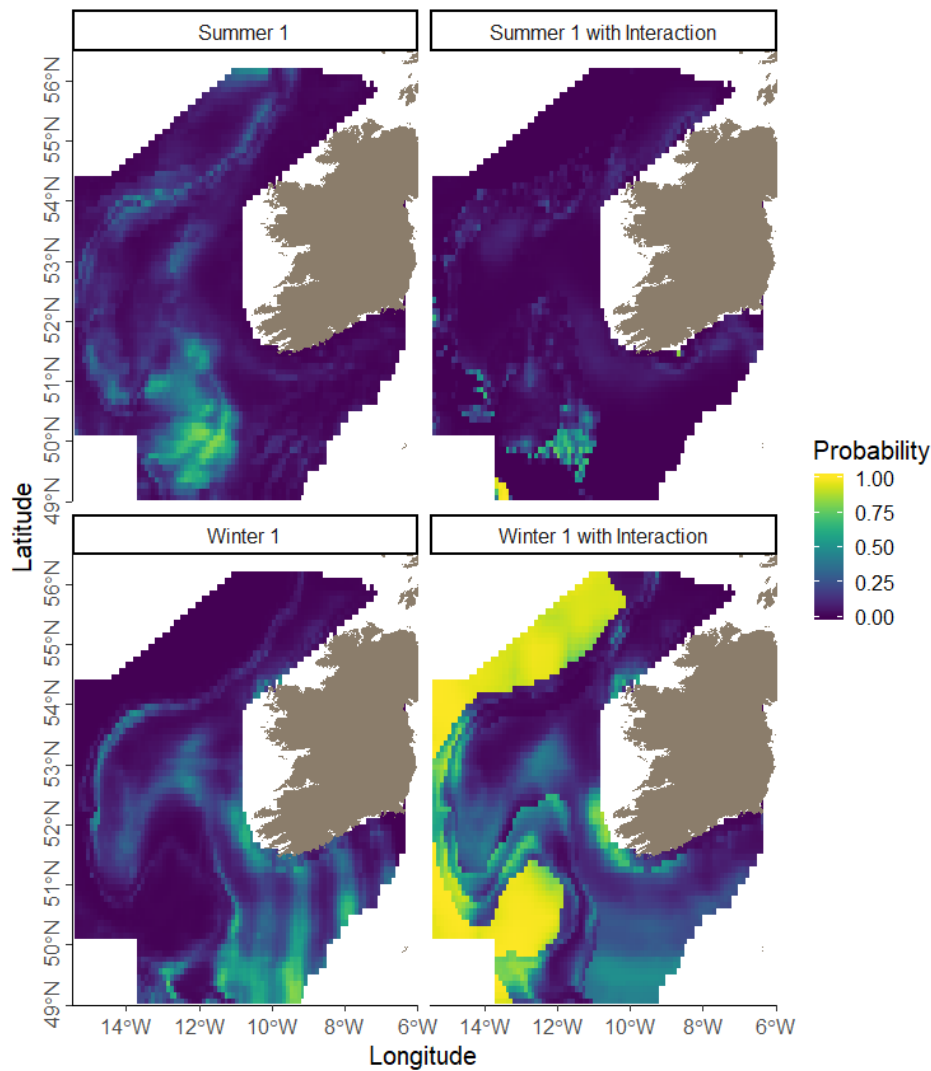 Summer 1
Summer 1 with Interaction
56°N
55°N
54°N
53°N
52°N
51°N
50°N
49°N
Winter 1
Winter 1 with Interaction
56°N
55°N
54°N
53°N
52°N
51°N
50°N
49°N
14°W 12°W 10°W 8°W 6°W
14°W 12°W 10°W 8°W 6°W
Latitude
Longitude
Probability
1.00
0.75
0.50
0.25
0.00